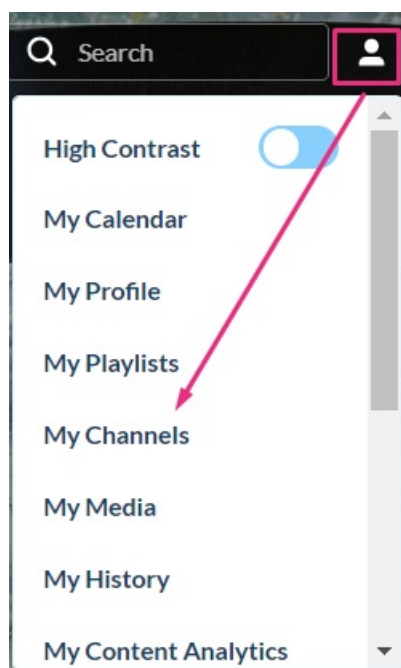 Search
High Contrast
My Calendar
My Profile
My Playlists
My Channels
My Media
My History
My Content Analytics